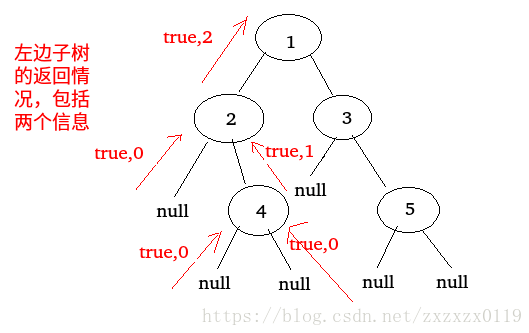 true,2
1
左边子树
的返回情
况，包括
两个信息
2
3
true,0
true,1
null
null
4
5
true,0
true,0
null
null
null
null
https://blog.csdn.net/zxzxzx0119